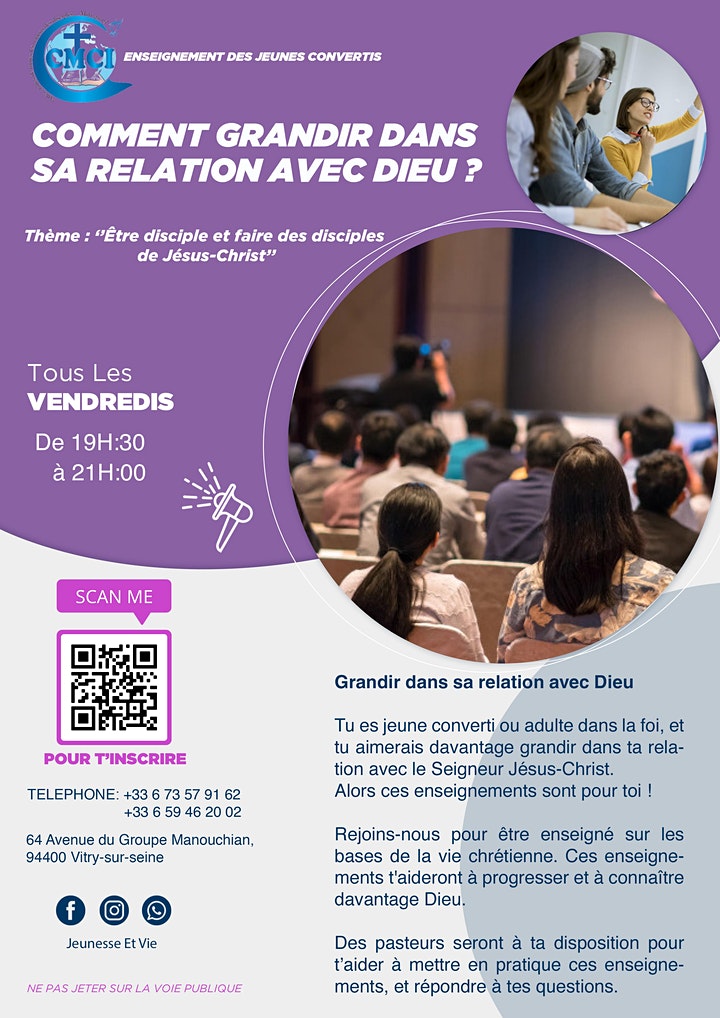 CMCI
ENSEIGNEMENT DES JEUNES CONVERTIS
COMMENT GRANDIR DANS
SA RELATION AVEC DIEU ?
Thème : ‘’Être disciple et faire des disciples
de Jésus-Christ’’
Tous Les
VENDREDIS
De 19H:30
à 21H:00
SCAN ME
POUR T’INSCRIRE
TELEPHONE: +33 6 73 57 91 62
+33 6 59 46 20 02
64 Avenue du Groupe Manouchian,
94400 Vitry-sur-seine
Jeunesse Et Vie
NE PAS JETER SUR LA VOIE PUBLIQUE
Grandir dans sa relation avec Dieu
Tu es jeune converti ou adulte dans la foi, et
tu aimerais davantage grandir dans ta rela-
tion avec le Seigneur Jésus-Christ.
Alors ces enseignements sont pour toi !
Rejoins-nous pour être enseigné sur les
bases de la vie chrétienne. Ces enseigne-
ments t'aideront à progresser et à connaître
davantage Dieu.
Des pasteurs seront à ta disposition pour
t’aider à mettre en pratique ces enseigne-
ments, et répondre à tes questions.